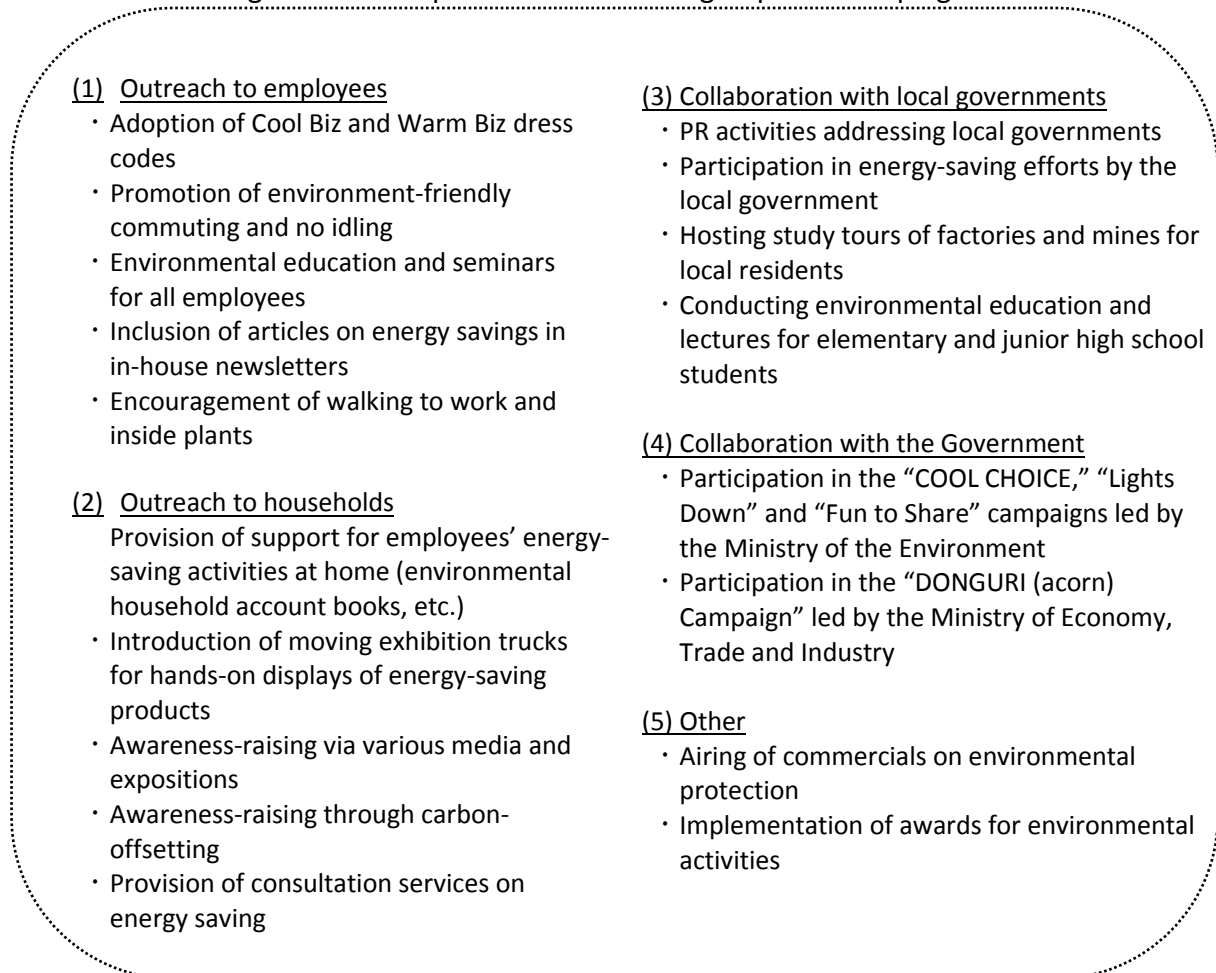 (1) Outreach to employees
・Adoption of Cool Biz and Warm Biz dress
codes
・Promotion of environment-friendly
commuting and no idling
・Environmental education and seminars
for all employees
・Inclusion of articles on energy savings in
in-house newsletters
・Encouragement of walking to work and
inside plants
(2) Outreach to households
Provision of support for employees’ energy-
saving activities at home (environmental
household account books, etc.)
・Introduction of moving exhibition trucks
for hands-on displays of energy-saving
products
・Awareness-raising via various media and
expositions
・Awareness-raising through carbon-
offsetting
・Provision of consultation services on
energy saving
(3) Collaboration with local governments
・PR activities addressing local governments
・Participation in energy-saving efforts by the
local government
・Hosting study tours of factories and mines for
local residents
・Conducting environmental education and
lectures for elementary and junior high school
students
(4) Collaboration with the Government
・Participation in the “COOL CHOICE,” “Lights
Down” and “Fun to Share” campaigns led by
the Ministry of the Environment
・Participation in the “DONGURI (acorn)
Campaign” led by the Ministry of Economy,
Trade and Industry
(5) Other
・Airing of commercials on environmental
protection
・Implementation of awards for environmental
activities